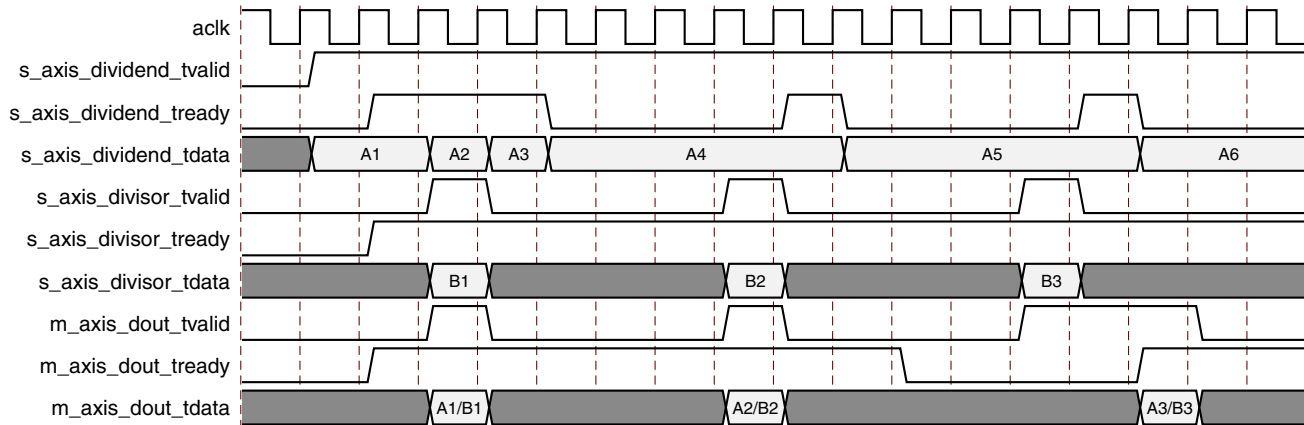 aclk
s_axis_dividend_tvalid
s_axis_dividend_tready
s_axis_dividend_tdata A1 A2 A3 A4 A5 A6
s_axis_divisor_tvalid
s_axis_divisor_tready
s_axis_divisor_tdata B1 B2 B3
m_axis_dout_tvalid
m_axis_dout_tready
m_axis_dout_tdata A1/B1 A2/B2 A3/B3